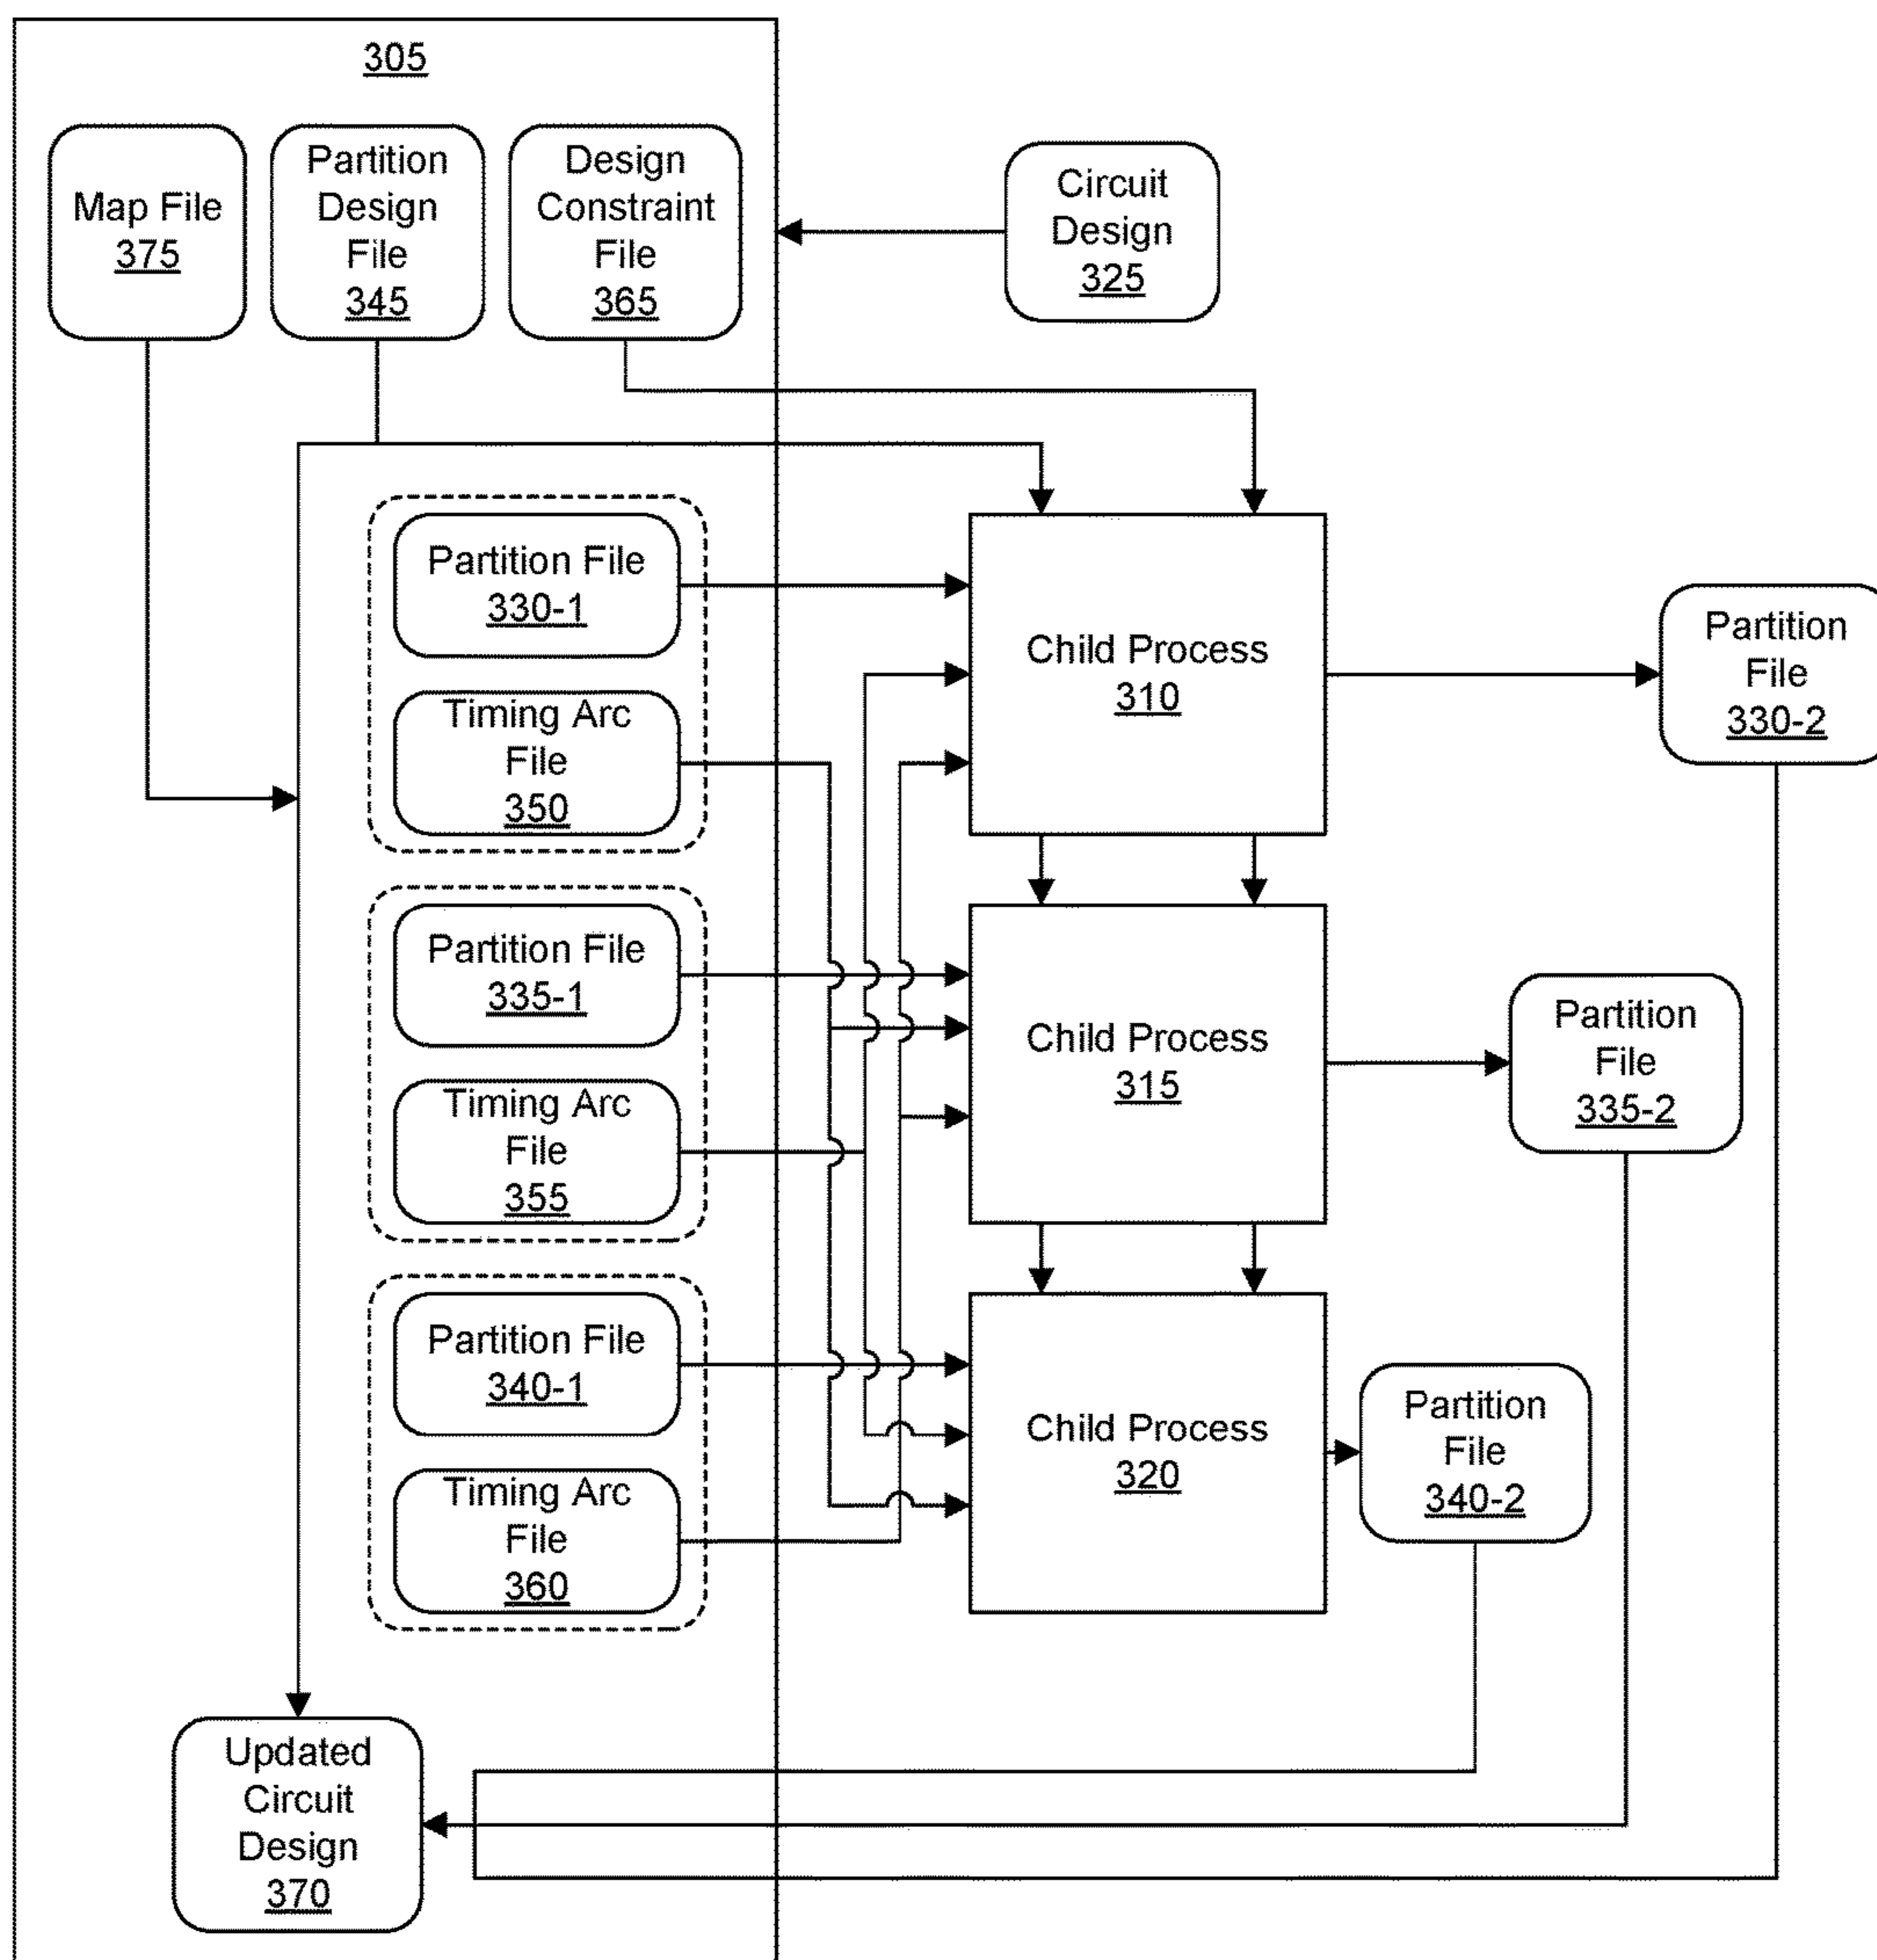 305
Map File
375
Partition
Design
File
345
Design
Constraint
File
365
Circuit
Design
325
Partition File
330-1
Timing Arc
File
350
Child Process
310
Partition
File
330-2
Partition File
335-1
Timing Arc
File
355
Child Process
315
Partition
File
335-2
Partition File
340-1
Timing Arc
File
360
Child Process
320
Partition
File
340-2
Updated
Circuit
Design
370